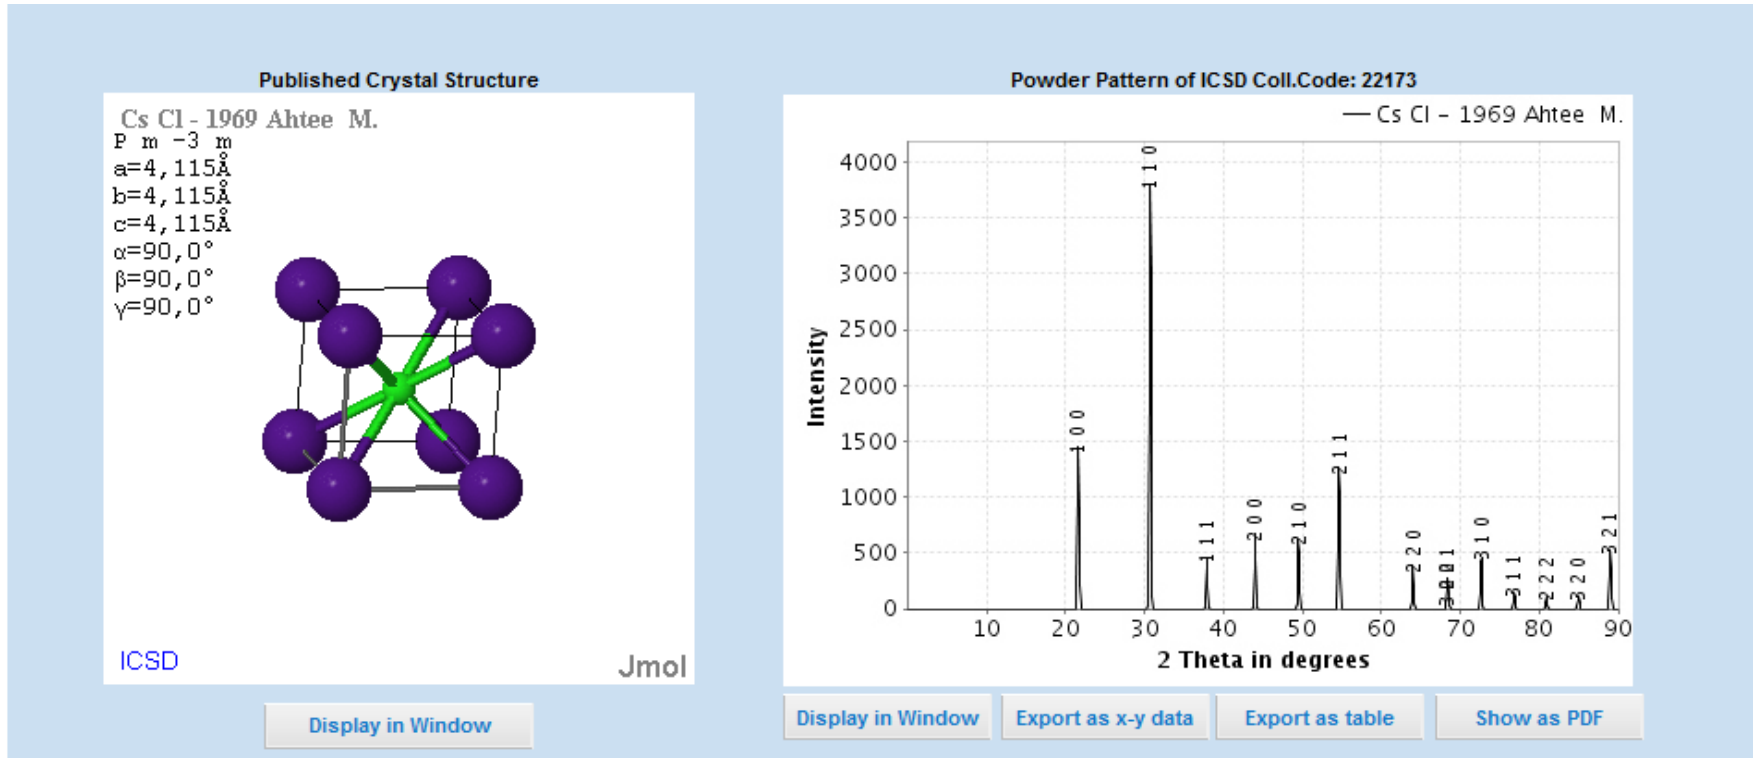 Published Crystal Structure
Cs Cl - 1969 Ahtee M.
P m -3 m
a=4,115Å
b=4,115Å
c=4,115Å
α=90,0°
β=90,0°
γ=90,0°
ICSD
Jmol
Display in Window
Powder Pattern of ICSD Coll.Code: 22173
— Cs Cl – 1969 Ahtee M.
Intensity
4000
3500
3000
2500
2000
1500
1000
500
0
1 0 0
1 1 0
1 1 1
2 0 0
2 1 0
2 1 1
2 2 0
3 1 0
3 1 1
2 2 2
3 2 0
3 2 1
10 20 30 40 50 60 70 80 90
2 Theta in degrees
Display in Window
Export as x-y data
Export as table
Show as PDF